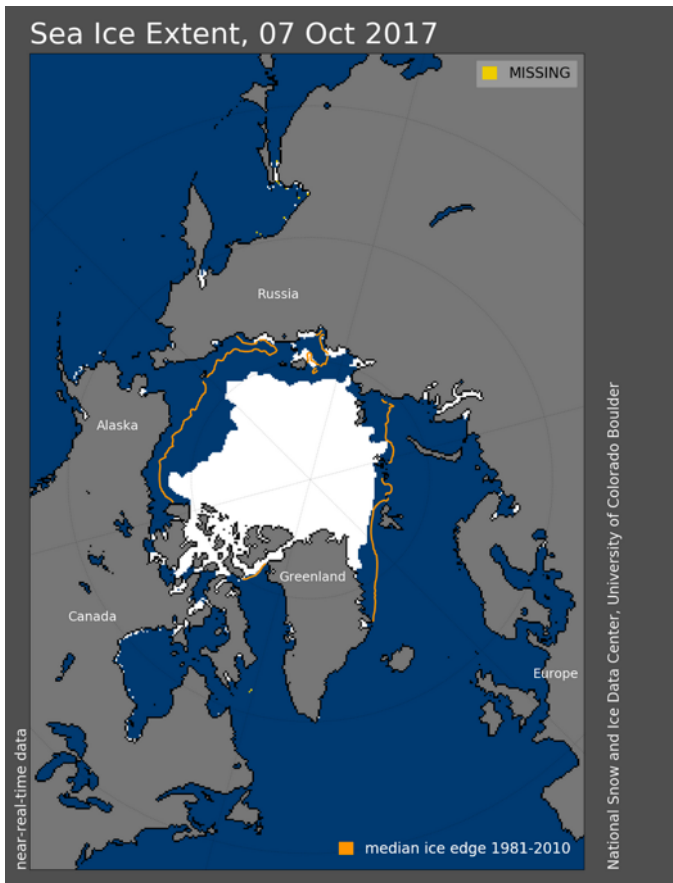 Sea Ice Extent, 07 Oct 2017
MISSING
Russia
Alaska
Greenland
Canada
Europe
near-real-time data
median ice edge 1981-2010
National Snow and Ice Data Center, University of Colorado Boulder